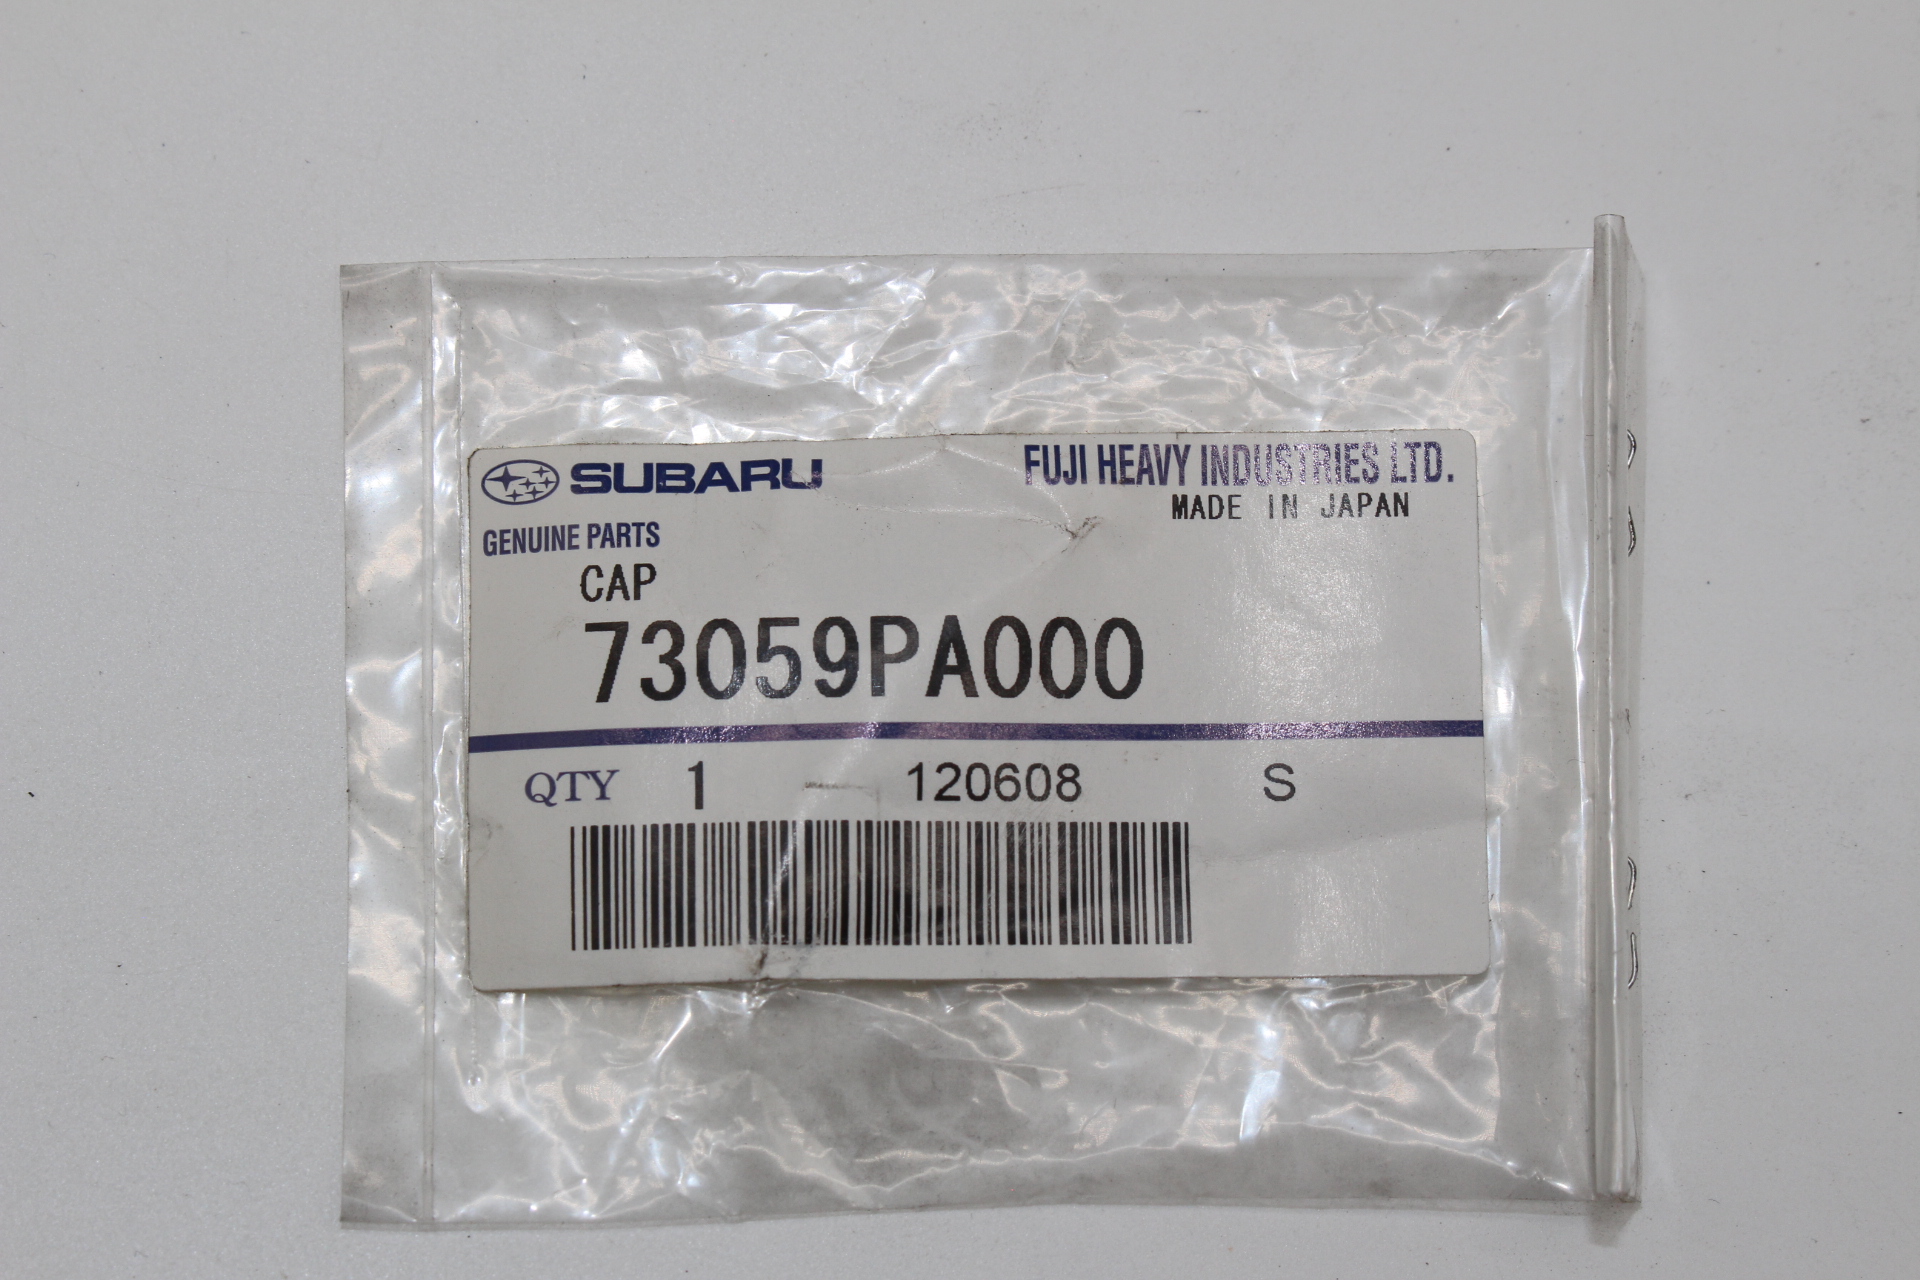 SUBARU
FUJI HEAVY INDUSTRIES LTD.
MADE IN JAPAN
GENUINE PARTS
CAP
73059PA000
QTY 1 120608 S